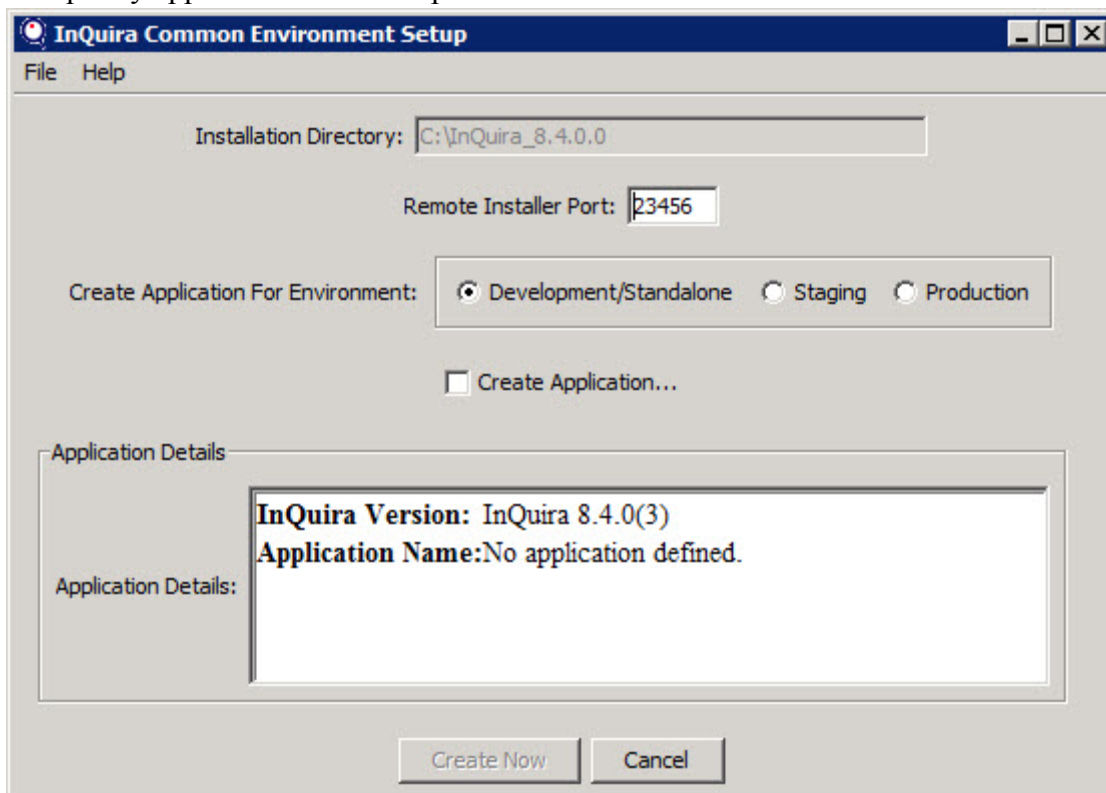 InQuira Common Environment Setup
File Help
Installation Directory: C:\InQuira_8.4.0.0
Remote Installer Port: 23456
Create Application For Environment: Development/Standalone Staging Production
Create Application...
Application Details
InQuira Version: InQuira 8.4.0(3)
Application Name:No application defined.
Application Details:
Create Now Cancel